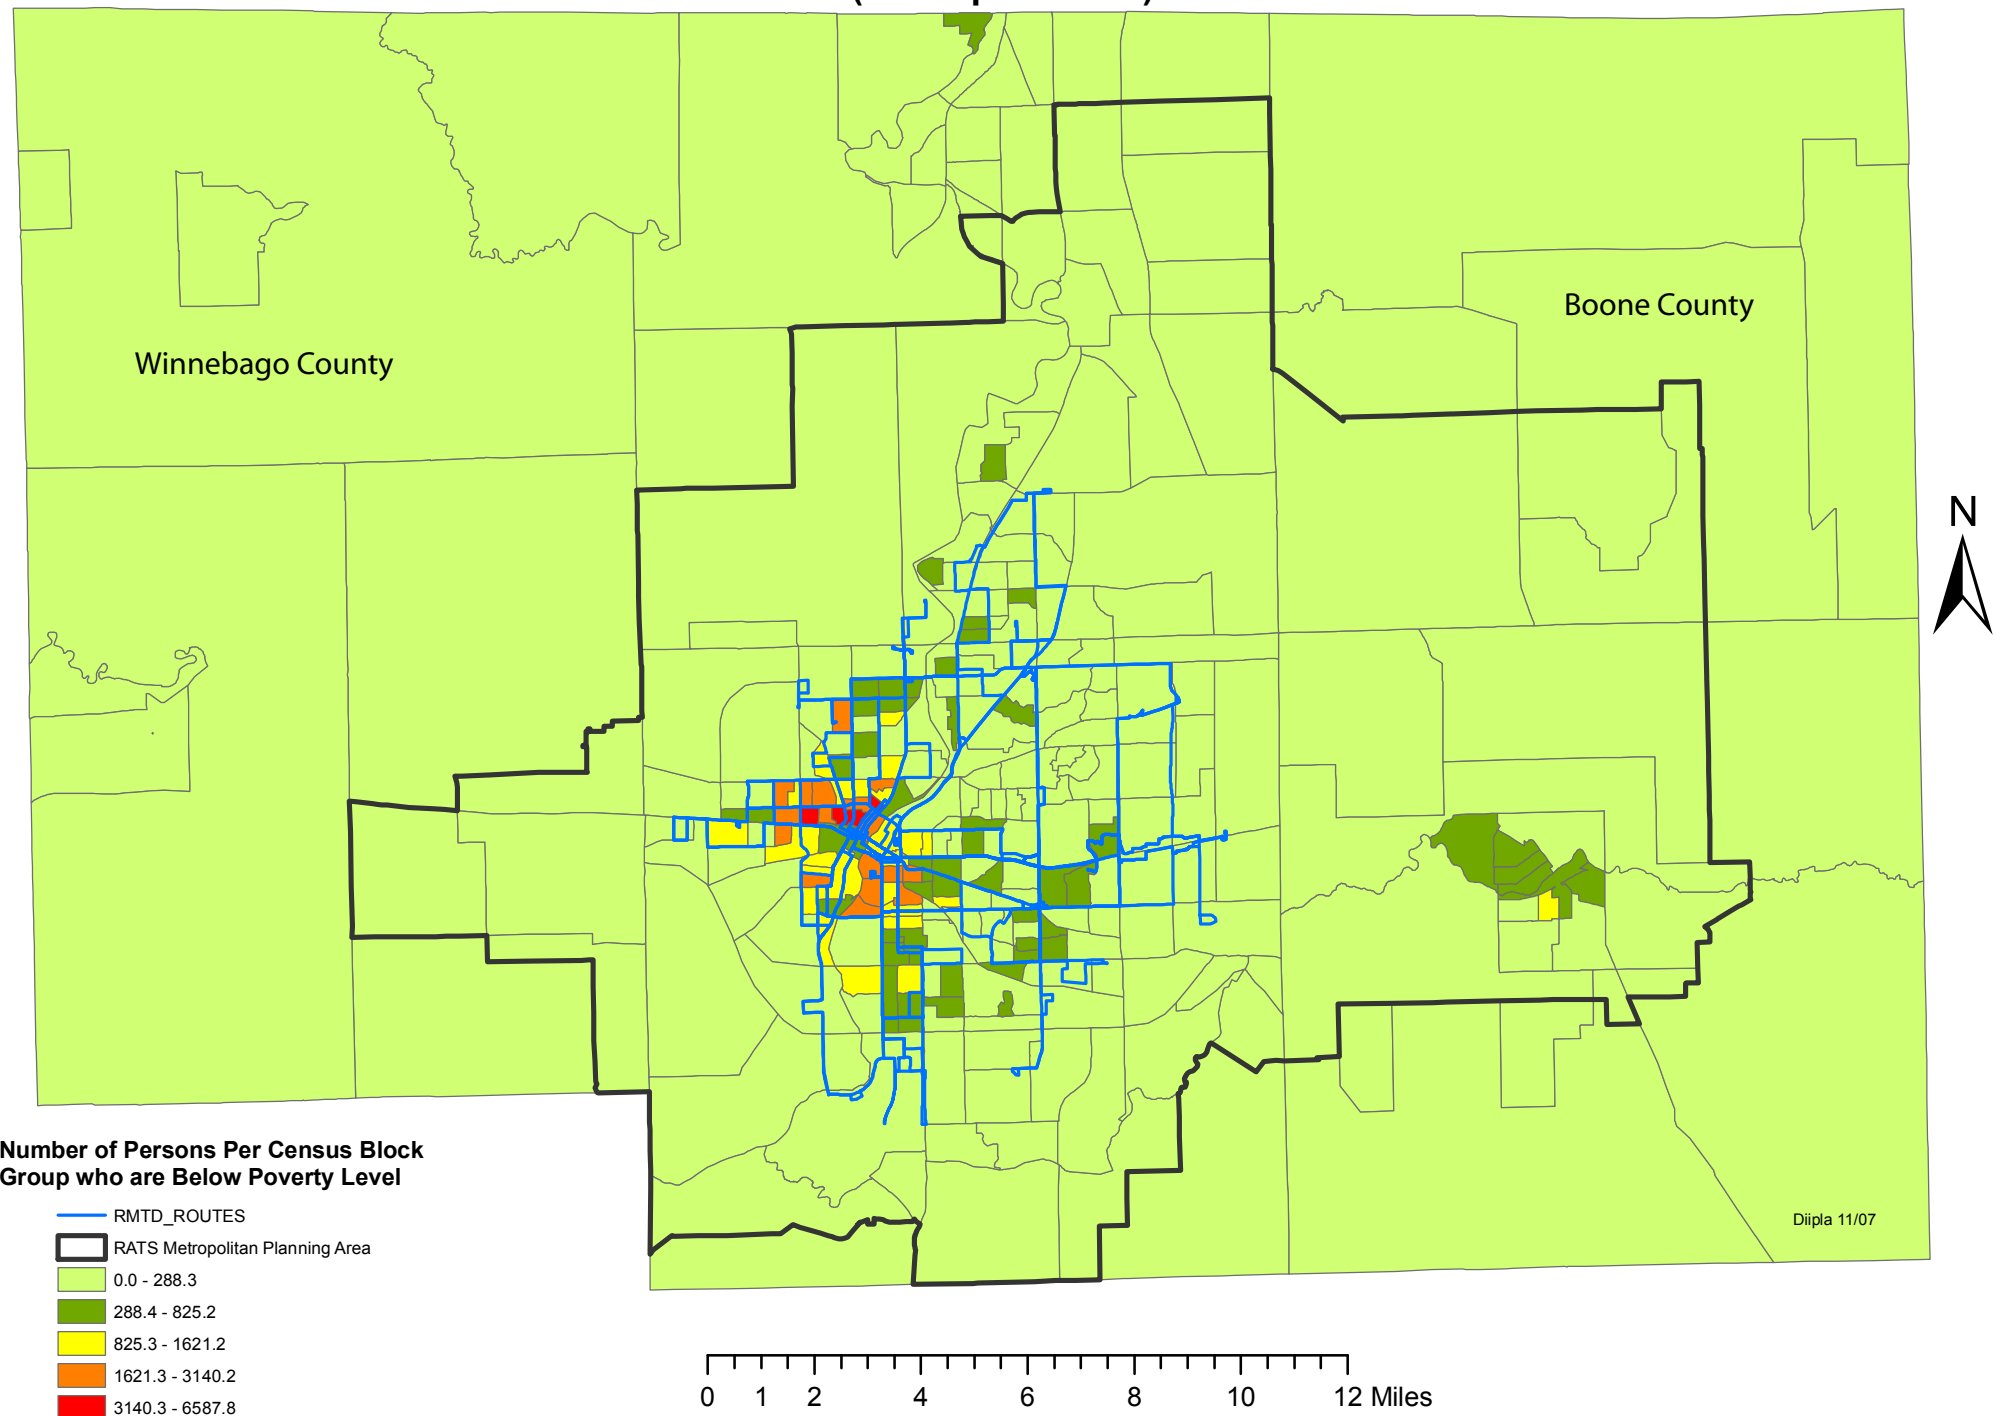 Winnebago County
Boone County
N
Number of Persons Per Census Block
Group who are Below Poverty Level
RMTD_ROUTES
RATS Metropolitan Planning Area
0.0 - 288.3
288.4 - 825.2
825.3 - 1621.2
1621.3 - 3140.2
3140.3 - 6587.8
Diipla 11/07
0 1 2 4 6 8 10 12 Miles